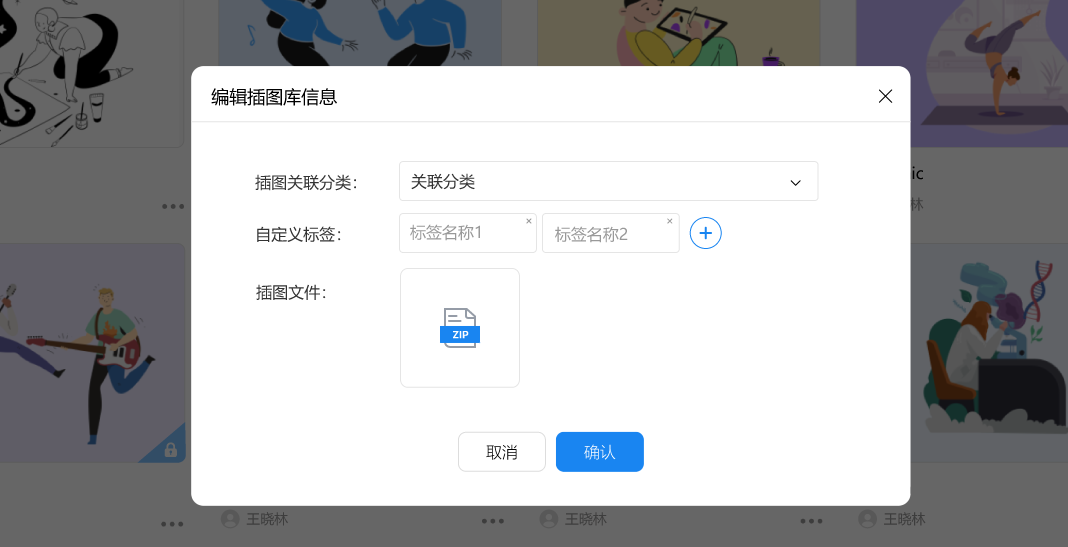 编辑插图库信息
ic
林
插图关联分类：
关联分类
自定义标签：
标签名称1
标签名称2
插图文件：
ZIP
取消
确认
王晓林
王晓林
王晓林